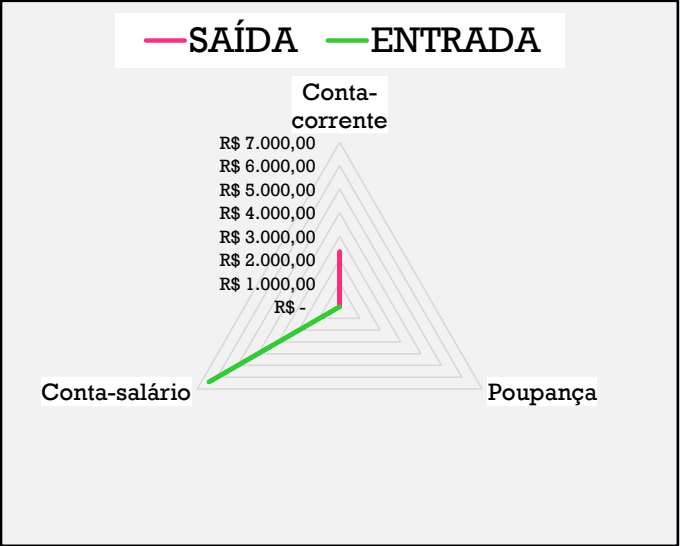 SAÍDA ENTRADA
Conta-
corrente
R$ 7.000,00
R$ 6.000,00
R$ 5.000,00
R$ 4.000,00
R$ 3.000,00
R$ 2.000,00
R$ 1.000,00
R$ -
Conta-salário
Poupança